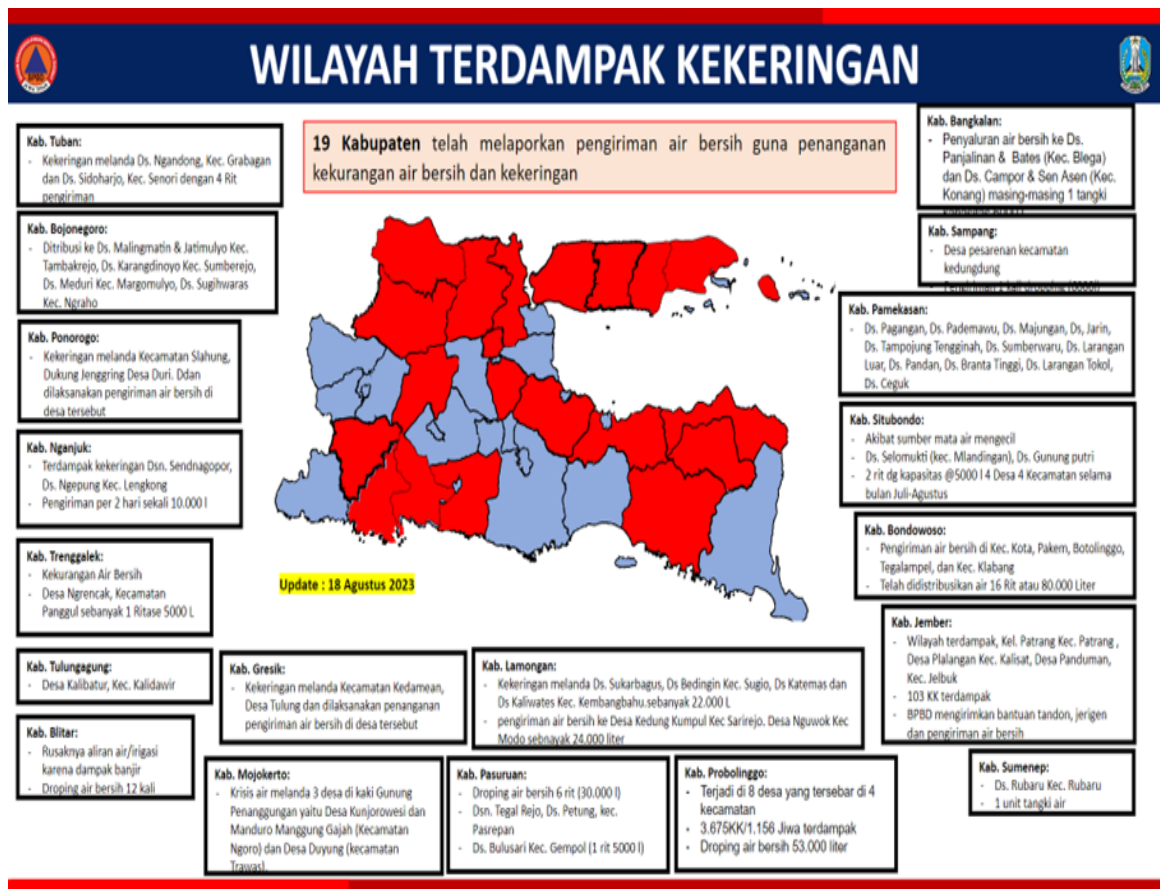 WILAYAH TERDAMPAK KEKERINGAN
19 Kabupaten telah melaporkan pengiriman air bersih guna penanganan
kekurangan air bersih dan kekeringan
Kab. Tuban:
- Kekeringan melanda Ds. Ngandong, Kec. Grabagan
dan Ds. Sidoharjo, Kec. Senori dengan 4 Rit
pengiriman
Kab. Bojonegoro:
- Ditribusi ke Ds. Malingmatin & Jatimulyo Kec.
Tambakrejo, Ds. Karangdinoyo Kec. Sumberejo,
Ds. Meduri Kec. Margomulyo, Ds. Sugihwaras
Kec. Ngraho
Kab. Ponorogo:
- Kekeringan melanda Kecamatan Slahung,
Dukung Jenggring Desa Duri. Ddan
dilaksanakan pengiriman air bersih di
desa tersebut
Kab. Nganjuk:
- Terdampak kekeringan Dsn. Sendnagopor,
Ds. Ngepung Kec. Lengkong
- Pengiriman per 2 hari sekali 10.000 l
Kab. Trenggalek:
- Kekurangan Air Bersih
- Desa Ngrencak, Kecamatan
Panggul sebanyak 1 Ritase 5000 L
Kab. Tulungagung:
- Desa Kalibatur, Kec. Kalidawir
Kab. Blitar:
- Rusaknya aliran air/irigasi
karena dampak banjir
- Droping air bersih 12 kali
Update : 18 Agustus 2023
Kab. Gresik:
- Kekeringan melanda Kecamatan Kedamean,
Desa Tulung dan dilaksanakan penanganan
pengiriman air bersih di desa tersebut
Kab. Mojokerto:
- Krisis air melanda 3 desa di kaki Gunung
Penanggungan yaitu Desa Kunjorowesi dan
Manduro Manggung Gajah (Kecamatan
Ngoro) dan Desa Duyung (kecamatan
Trawas).
Kab. Lamongan:
- Kekeringan melanda Ds. Sukarbagus, Ds Bedingin Kec. Sugio, Ds Katemas dan
Ds Kaliwates Kec. Kembangbahu.sebanyak 22.000 L
- pengiriman air bersih ke Desa Kedung Kumpul Kec Sarirejo. Desa Nguwok Kec
Modo sebnayak 24.000 liter
Kab. Pasuruan:
- Droping air bersih 6 rit (30.000 l)
- Dsn. Tegal Rejo, Ds. Petung, kec.
Pasrepan
- Ds. Bulusari Kec. Gempol (1 rit 5000 l)
Kab. Probolinggo:
- Terjadi di 8 desa yang tersebar di 4
kecamatan
- 3.675KK/1.156 Jiwa terdampak
- Droping air bersih 53.000 liter
Kab. Bangkalan:
- Penyaluran air bersih ke Ds.
Panjalinan & Bates (Kec. Blega)
dan Ds. Campor & Sen Asen (Kec.
Konang) masing-masing 1 tangki
Kab. Sampang:
- Desa pesarenan kecamatan
kedungdung
Kab. Pamekasan:
- Ds. Pagangan, Ds. Pademawu, Ds. Majungan, Ds, Jarin,
Ds. Tampojung Tengginah, Ds. Sumberwaru, Ds. Larangan
Luar, Ds. Pandan, Ds. Branta Tinggi, Ds. Larangan Tokol,
Ds. Ceguk
Kab. Situbondo:
- Akibat sumber mata air mengecil
- Ds. Selomukti (kec. Mlandingan), Ds. Gunung putri
- 2 rit dg kapasitas @5000 l 4 Desa 4 Kecamatan selama
bulan Juli-Agustus
Kab. Bondowoso:
- Pengiriman air bersih di Kec. Kota, Pakem, Botolinggo,
Tegalampel, dan Kec. Klabang
- Telah didistribusikan air 16 Rit atau 80.000 Liter
Kab. Jember:
- Wilayah terdampak, Kel. Patrang Kec. Patrang ,
Desa Plalangan Kec. Kalisat, Desa Panduman,
Kec. Jelbuk
- 103 KK terdampak
- BPBD mengirimkan bantuan tandon, jerigen
dan pengiriman air bersih
Kab. Sumenep:
- Ds. Rubaru Kec. Rubaru
- 1 unit tangki air